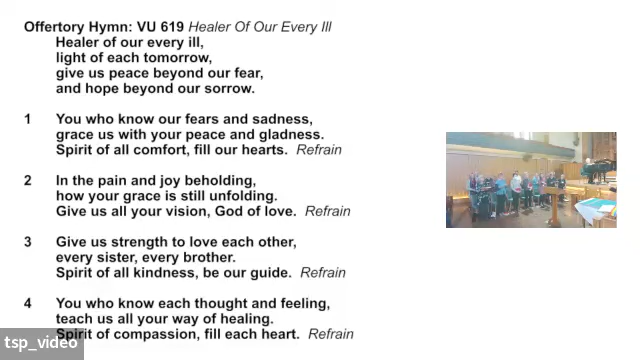 Offertory Hymn: VU 619 Healer Of Our Every Ill
Healer of our every ill,
light of each tomorrow,
give us peace beyond our fear,
and hope beyond our sorrow.
1 You who know our fears and sadness,
grace us with your peace and gladness.
Spirit of all comfort, fill our hearts. Refrain
2 In the pain and joy beholding,
how your grace is still unfolding.
Give us all your vision, God of love. Refrain
3 Give us strength to love each other,
every sister, every brother.
Spirit of all kindness, be our guide. Refrain
4 You who know each thought and feeling,
teach us all your way of healing.
Spirit of compassion, fill each heart. Refrain
tsp_video